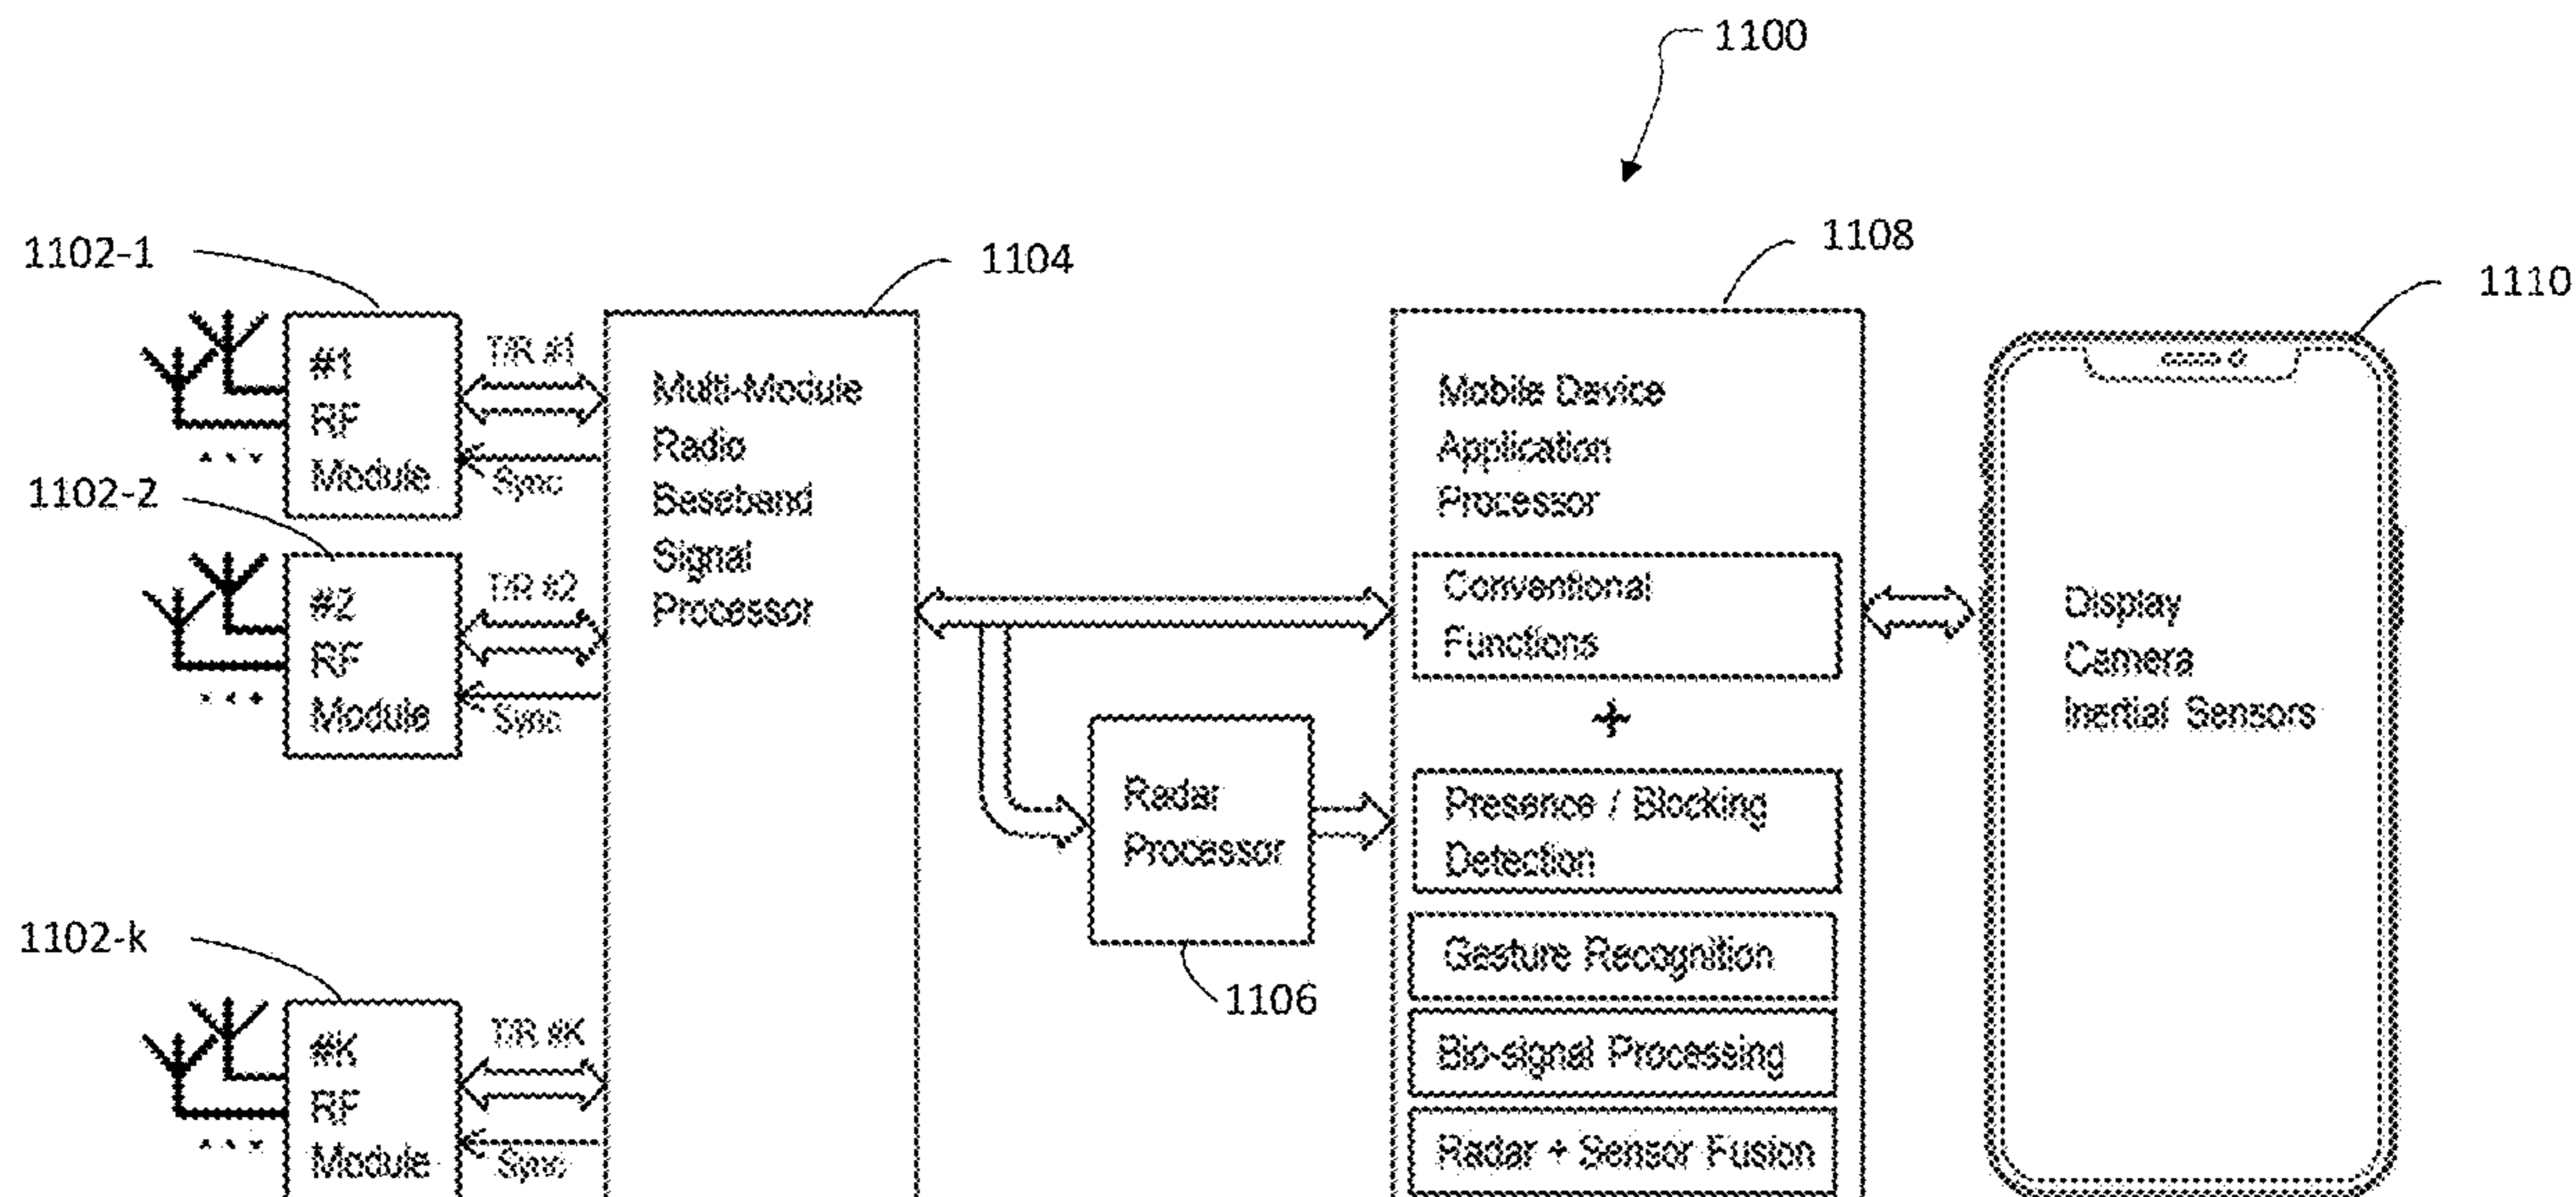 1100
1102-1
1104
1108
1110
#1
RF
Module
T/R #1
Sync
1102-2
#2
RF
Module
T/R #2
Sync
1102-k
#K
RF
Module
T/R #K
Sync
Multi-Module
Radio
Baseband
Signal
Processor
Radar
Processor
1106
Mobile Device
Application
Processor
Conventional
Functions
+
Presence / Blocking
Detection
Gesture Recognition
Bio-signal Processing
Radar + Sensor Fusion
Display
Camera
Inertial Sensors